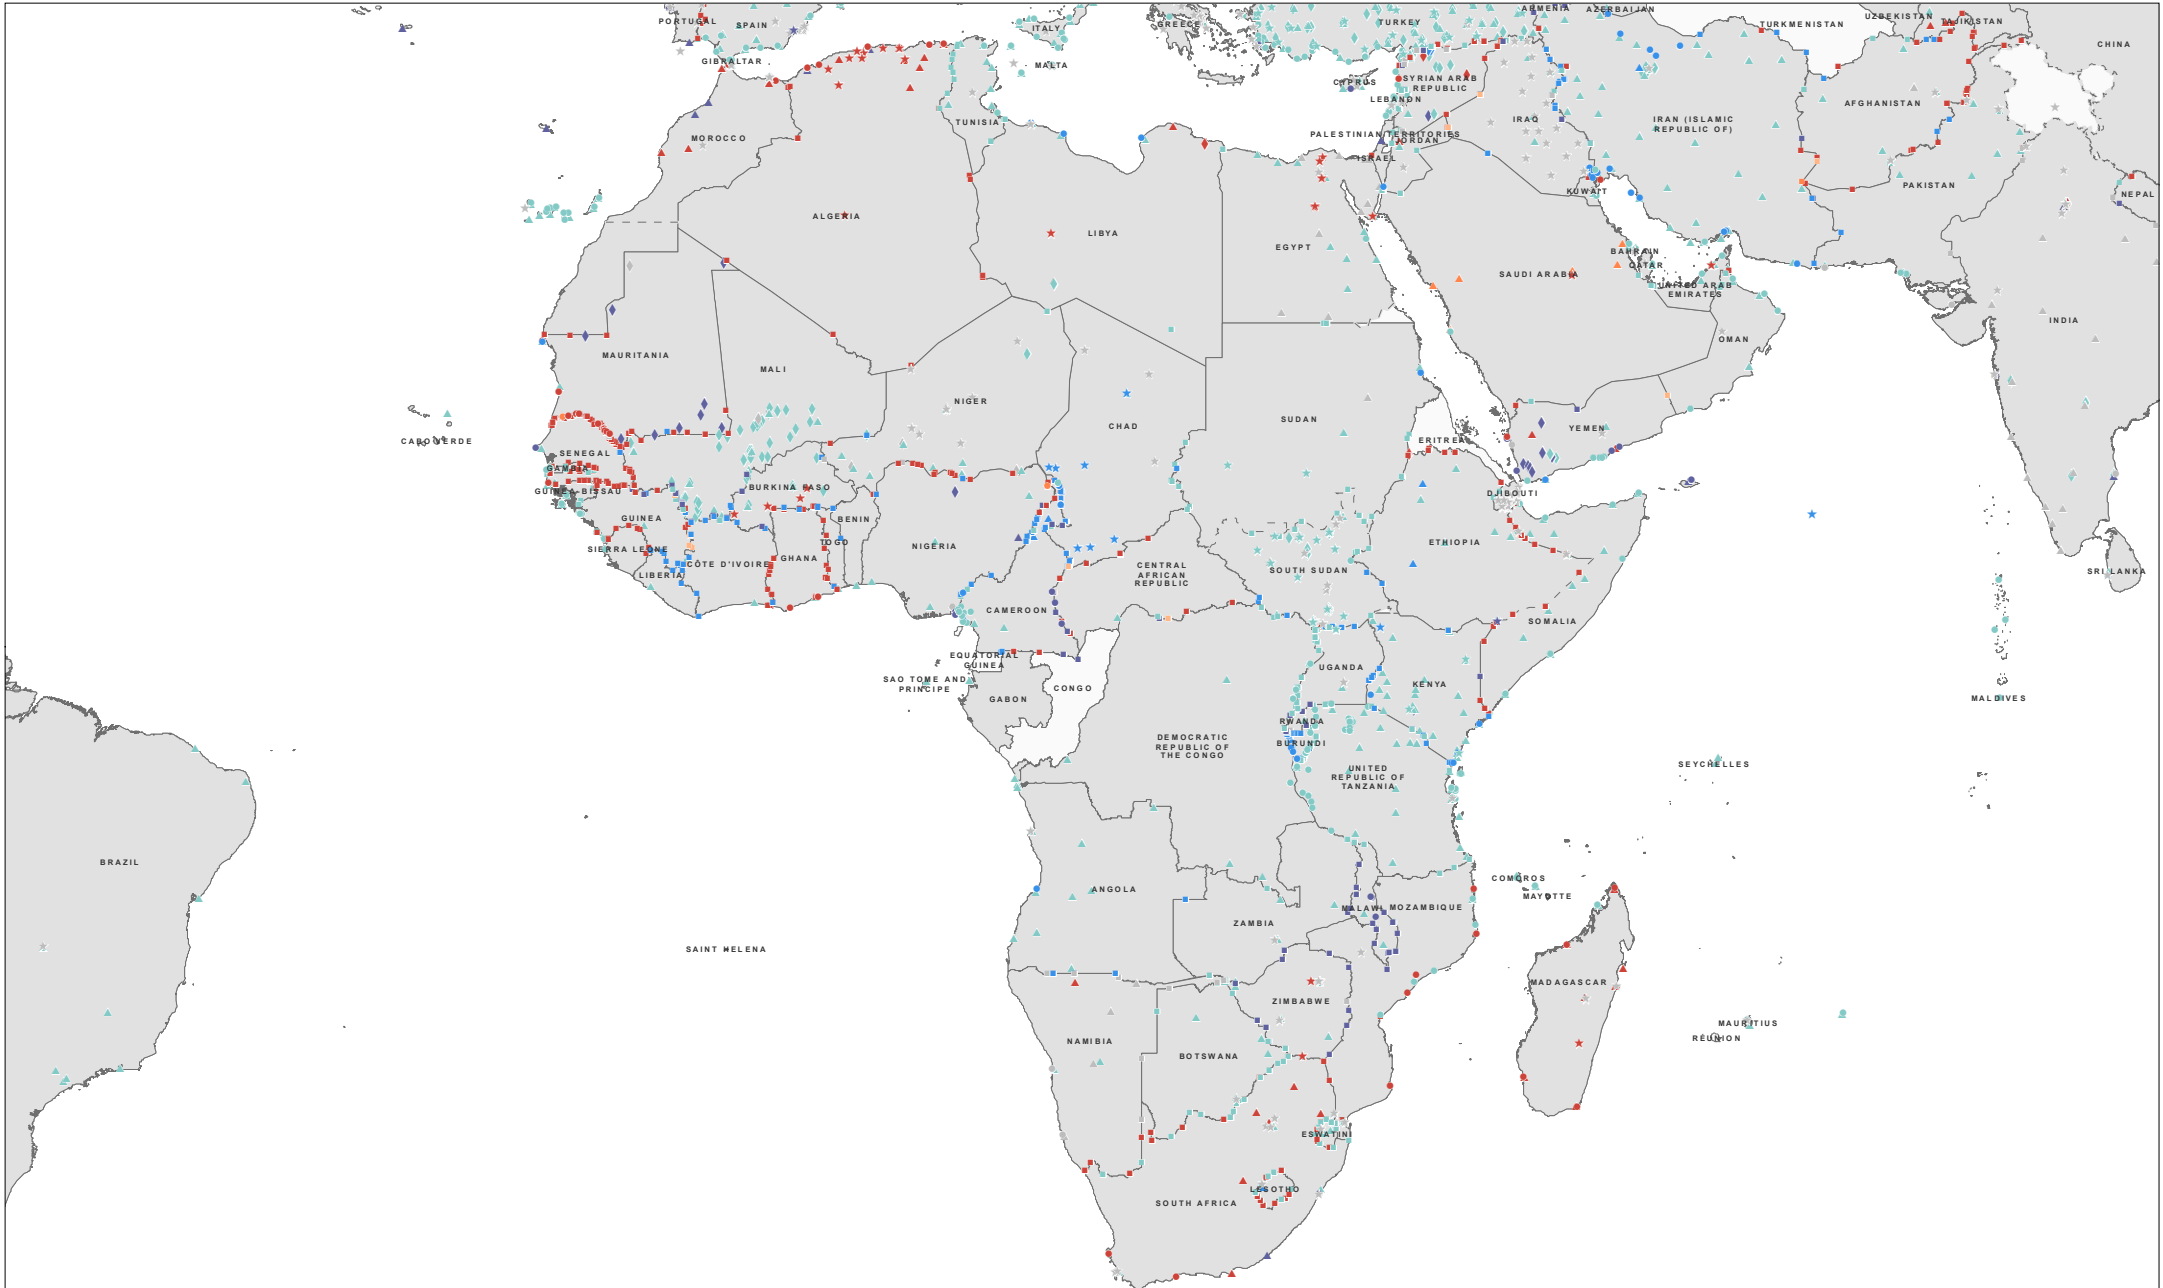 PORTUGAL
SPAIN
ITALY
GREECE
TURKEY
ARMENIA
AZERBAIJAN
TURKMENISTAN
UZBEKISTAN
TAJIKISTAN
CHINA
GIBRALTAR
MALTA
CYPRUS
SYRIAN ARAB
REPUBLIC
LEBANON
AFGHANISTAN
MOROCCO
TUNISIA
PALESTINIAN TERRITORIES
JORDAN
ISRAEL
IRAQ
IRAN (ISLAMIC
REPUBLIC OF)
KUWAIT
PAKISTAN
NEPAL
ALGERIA
LIBYA
EGYPT
BAHRAIN
QATAR
SAUDI ARABIA
UNITED ARAB
EMIRATES
INDIA
OMAN
MAURITANIA
MALI
NIGER
CHAD
SUDAN
ERITREA
YEMEN
CABO VERDE
SENEGAL
GAMBIA
GUINEA-BISSAU
BURKINA FASO
DJIBOUTI
GUINEA
BENIN
TOGO
NIGERIA
SIERRA LEONE
CÔTE D'IVOIRE
GHANA
LIBERIA
CENTRAL
AFRICAN
REPUBLIC
SOUTH SUDAN
ETHIOPIA
SRI LANKA
CAMEROON
SOMALIA
EQUATORIAL
GUINEA
SAO TOME AND
PRINCIPE
GABON
CONGO
UGANDA
KENYA
MALDIVES
RWANDA
BURUNDI
DEMOCRATIC
REPUBLIC OF
THE CONGO
UNITED
REPUBLIC OF
TANZANIA
SEYCHELLES
BRAZIL
ANGOLA
COMOROS
MAYOTTE
MALAWI
MOZAMBIQUE
ZAMBIA
SAINT HELENA
MADAGASCAR
ZIMBABWE
MAURITIUS
RÉUNION
NAMIBIA
BOTSWANA
ESWATINI
LESOTHO
SOUTH AFRICA